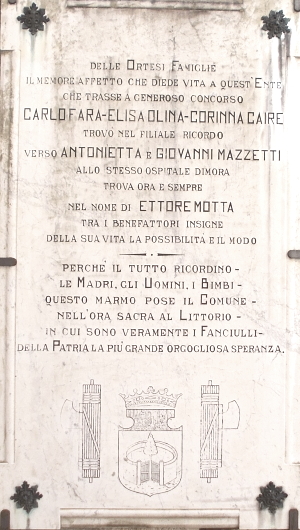 DELLE ORTESI FAMIGLIE
IL MEMORE AFFETTO CHE DIEDE VITA A QUEST'ENTE
CHE TRASSE A GENEROSO CONCORSO
CARLO FARA-ELISA OLINA-CORINNA CAIRE
TROVÒ NEL FILIALE RICORDO
VERSO ANTONIETTA E GIOVANNI MAZZETTI
ALLO STESSO OSPITALE DIMORA
TROVA ORA E SEMPRE
NEL NOME DI ETTORE MOTTA
TRA I BENEFATTORI INSIGNE
DELLA SUA VITA LA POSSIBILITÀ E IL MODO
PERCHÈ IL TUTTO RICORDINO-
LE MADRI, GLI UOMINI, I BIMBI-
QUESTO MARMO POSE IL COMUNE-
NELL'ORA SACRA AL LITTORIO-
IN CUI SONO VERAMENTE I FANCIULLI-
DELLA PATRIA LA PIÙ GRANDE ORGOGLIOSA SPERANZA.